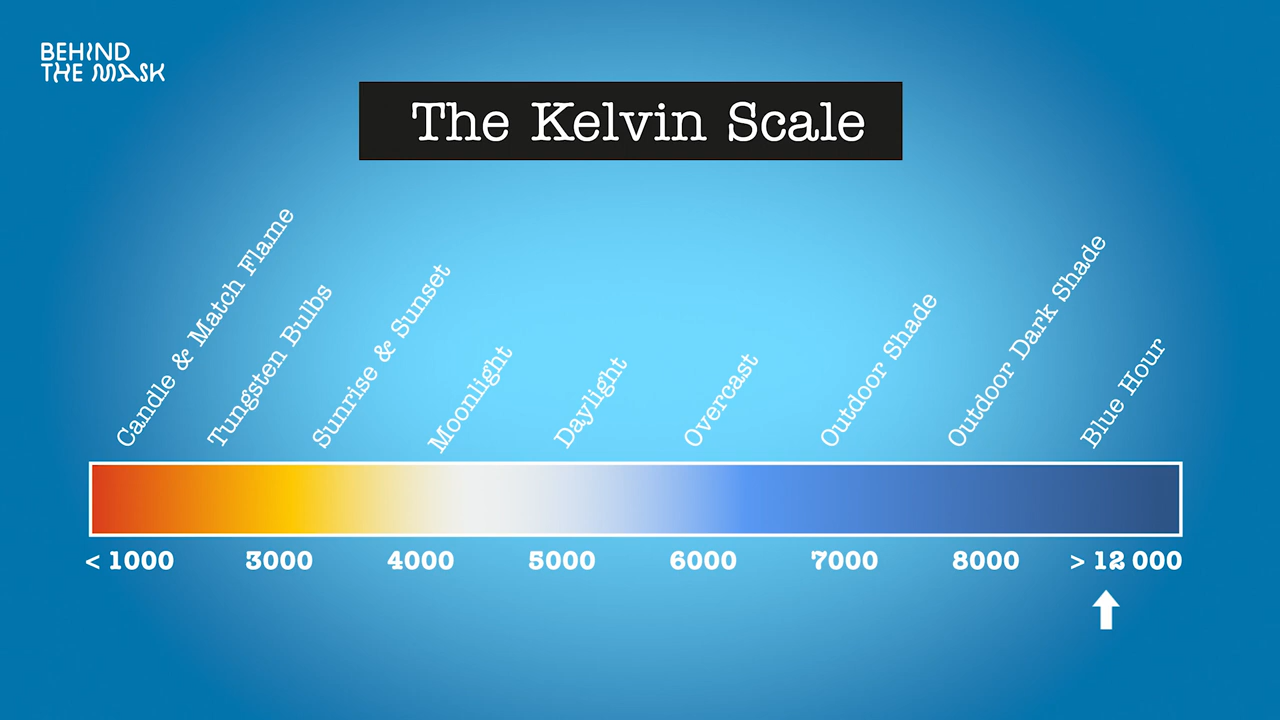 BEHIND
THE MASK
The Kelvin Scale
Candle & Match Flame
Tungsten Bulbs
Sunrise & Sunset
Moonlight
Daylight
Overcast
Outdoor Shade
Outdoor Dark Shade
Blue Hour
< 1000 3000 4000 5000 6000 7000 8000 > 12 000